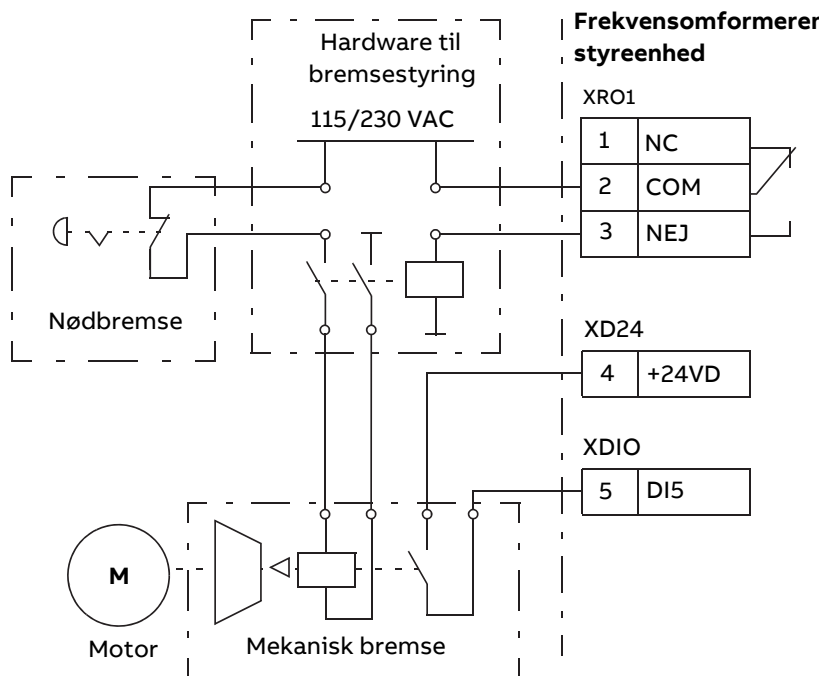 Frekvensomformerens
styreenhed
Hardware til
bremsestyring
115/230 VAC
XRO1
1 NC
2 COM
3 NEJ
Nødbremse
XD24
4 +24VD
XDIO
5 DI5
M
Motor
Mekanisk bremse